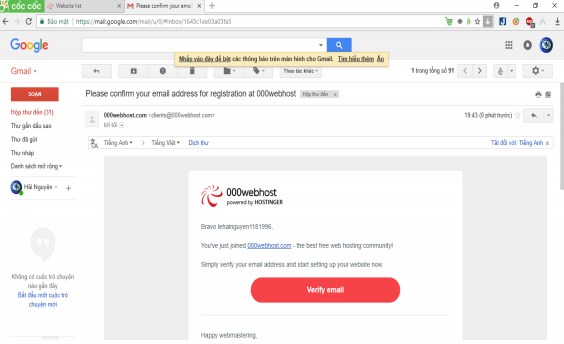 cốc cốc
Website list
Please confirm your emai
Bảo mật
https://mail.google.com/mail/u/0/#inbox/1643c1ee03a03fa5
Google
Nhấp vào đây để bật các thông báo trên màn hình cho Gmail. Tìm hiểu thêm Ẩn
Gmail
Thao tác khác
1 trong tổng số 91
SOẠN
Please confirm your email address for registration at 000webhost
Hộp thư đến x
Hộp thư đến (31)
Thư gắn dấu sao
Thư đã gửi
Thư nháp
Danh sách mở rộng
000webhost.com <clients@000webhost.com>
19:43 (0 phút trước)
tới tôi
Tiếng Anh > Tiếng Việt Dịch thư
Tắt đối với: Tiếng Anh x
Hải Nguyên
000webhost
powered by HOSTINGER
Bravo lehainguyen1181996,
You've just joined 000webhost.com - the best free web hosting community!
Simply verify your email address and start setting up your website now.
Verify email
Không có cuộc trò chuyện
nào gần đây
Bắt đầu một cuộc trò
chuyện mới
Happy webmastering,